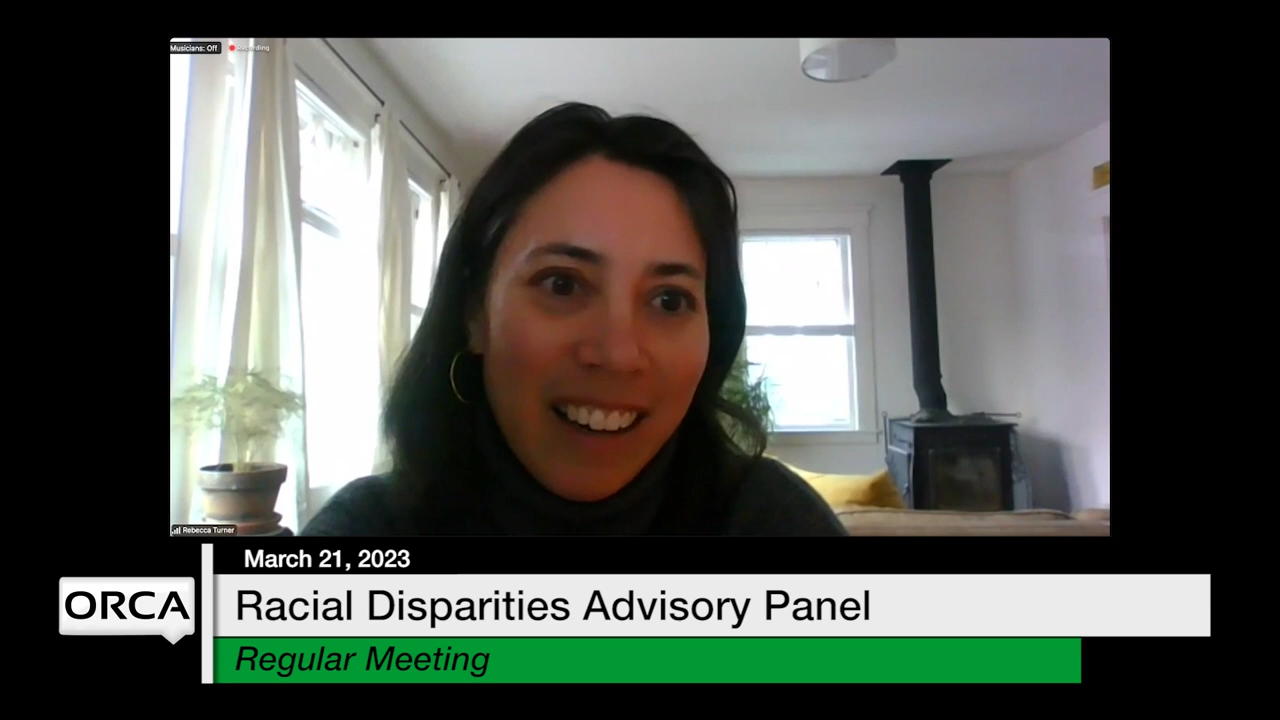 Musicians: Off
Recording
Rebecca Turner
March 21, 2023
ORCA
Racial Disparities Advisory Panel
Regular Meeting